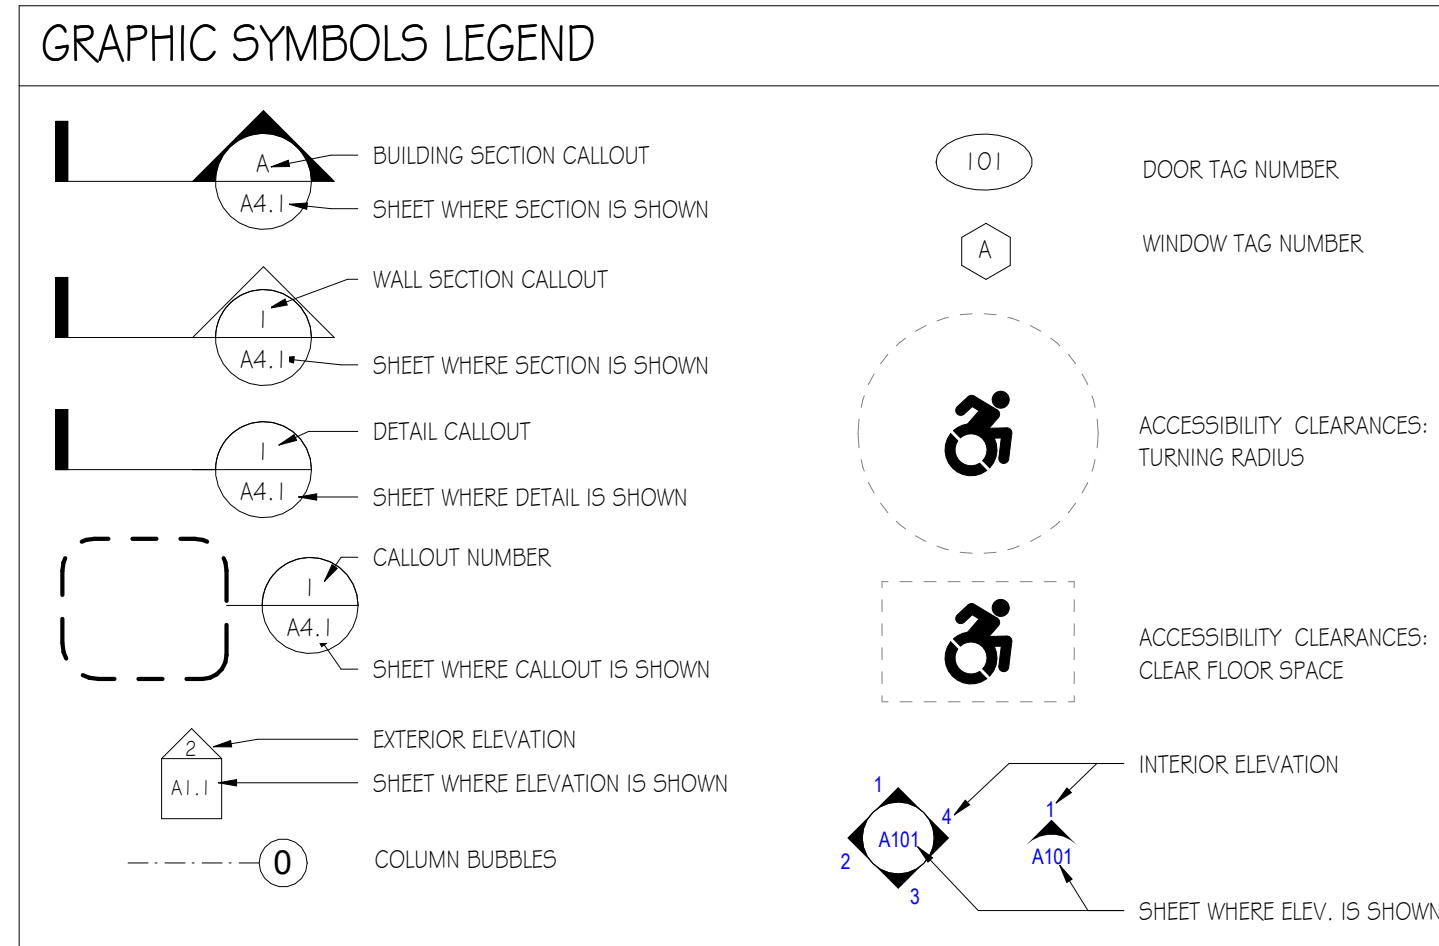 GRAPHIC SYMBOLS LEGEND
A
BUILDING SECTION CALLOUT
A4.1
SHEET WHERE SECTION IS SHOWN
1
WALL SECTION CALLOUT
A4.1
SHEET WHERE SECTION IS SHOWN
1
DETAIL CALLOUT
A4.1
SHEET WHERE DETAIL IS SHOWN
1
CALLOUT NUMBER
A4.1
SHEET WHERE CALLOUT IS SHOWN
2
EXTERIOR ELEVATION
A1.1
SHEET WHERE ELEVATION IS SHOWN
0
COLUMN BUBBLES
101
DOOR TAG NUMBER
A
WINDOW TAG NUMBER
ACCESSIBILITY CLEARANCES:
TURNING RADIUS
ACCESSIBILITY CLEARANCES:
CLEAR FLOOR SPACE
INTERIOR ELEVATION
1
4
A101
2
3
1
A101
SHEET WHERE ELEV. IS SHOWN